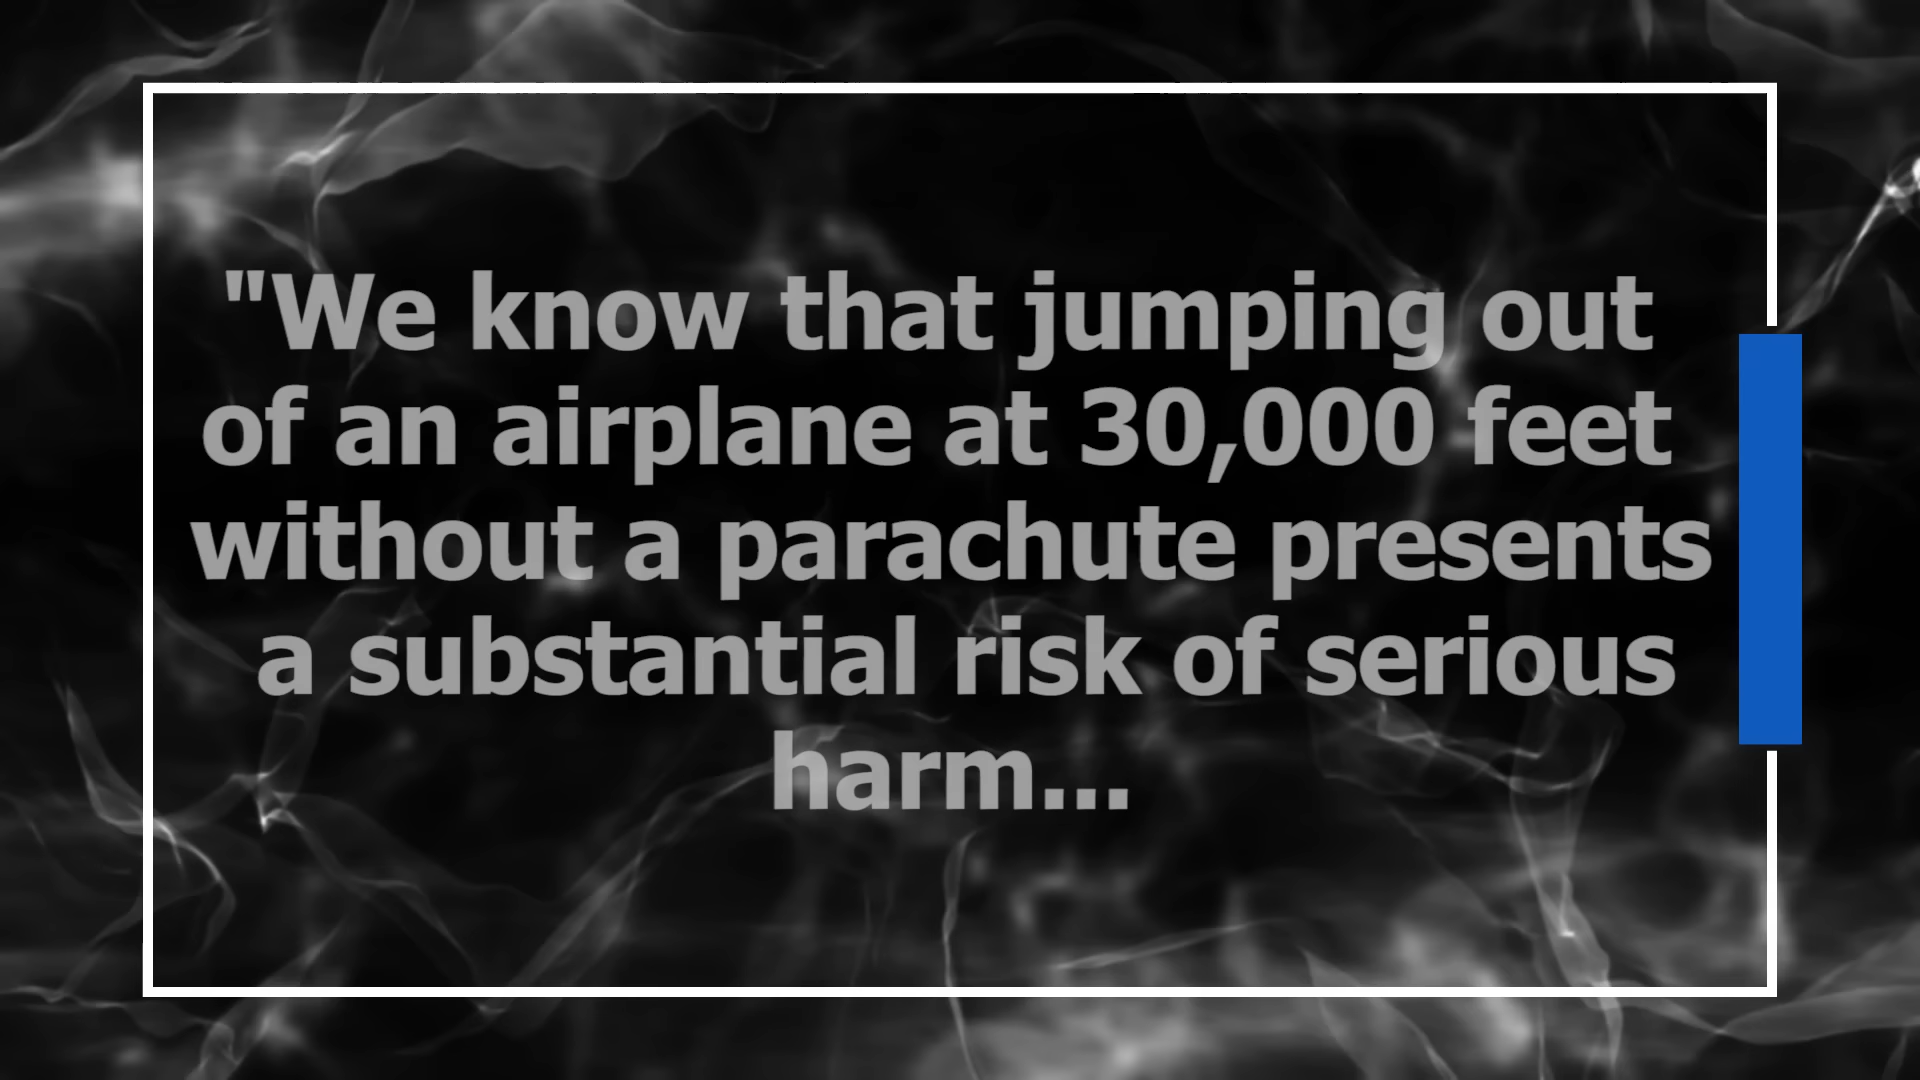 "We know that jumping out
of an airplane at 30,000 feet
without a parachute presents
a substantial risk of serious
harm...